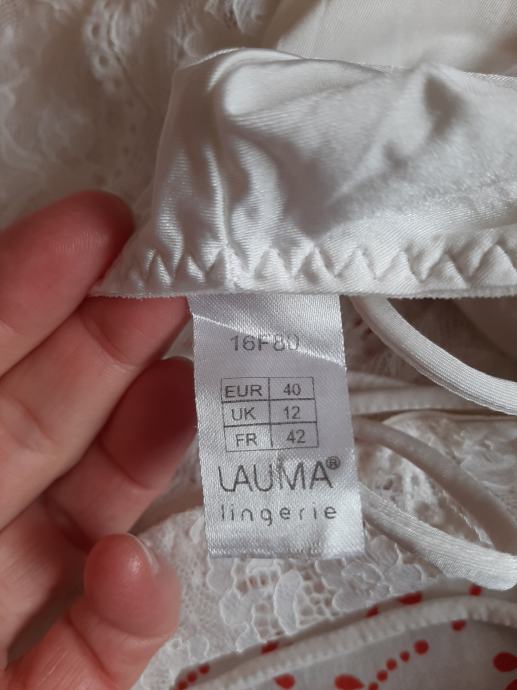 16F80
EUR 40
UK 12
FR 42
LAUMA®
lingerie